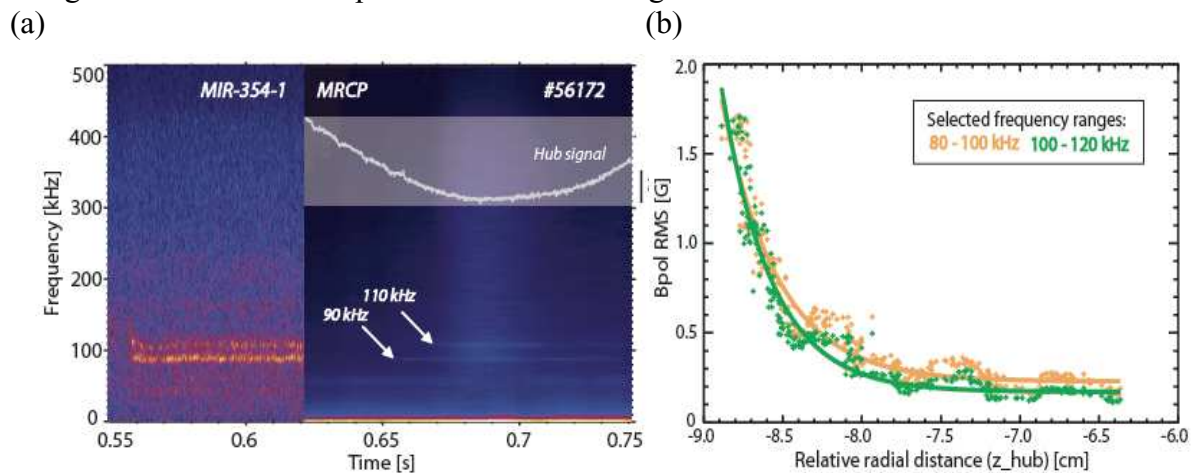 (a)
(b)
MIR-354-1 MRCP #56172
Hub signal
110 kHz
90 kHz
500
400
300
200
100
0
Frequency [kHz]
0.55 0.6 0.65 0.7 0.75
Time [s]
2.0
1.5
1.0
0.5
0.0
Bpol RMS [G]
Selected frequency ranges:
80 - 100 kHz 100 - 120 kHz
-9.0 -8.5 -8.0 -7.5 -7.0 -6.5 -6.0
Relative radial distance (z_hub) [cm]